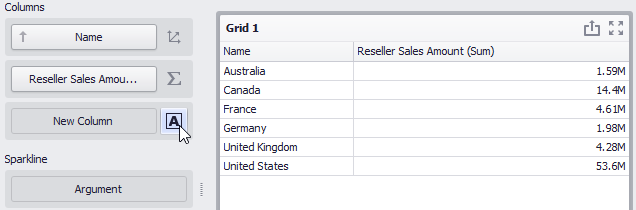 Columns
Name
Reseller Sales Amou...
New Column
A
Sparkline
Argument
Grid 1
Name Reseller Sales Amount (Sum)
Australia 1.59M
Canada 14.4M
France 4.61M
Germany 1.98M
United Kingdom 4.28M
United States 53.6M